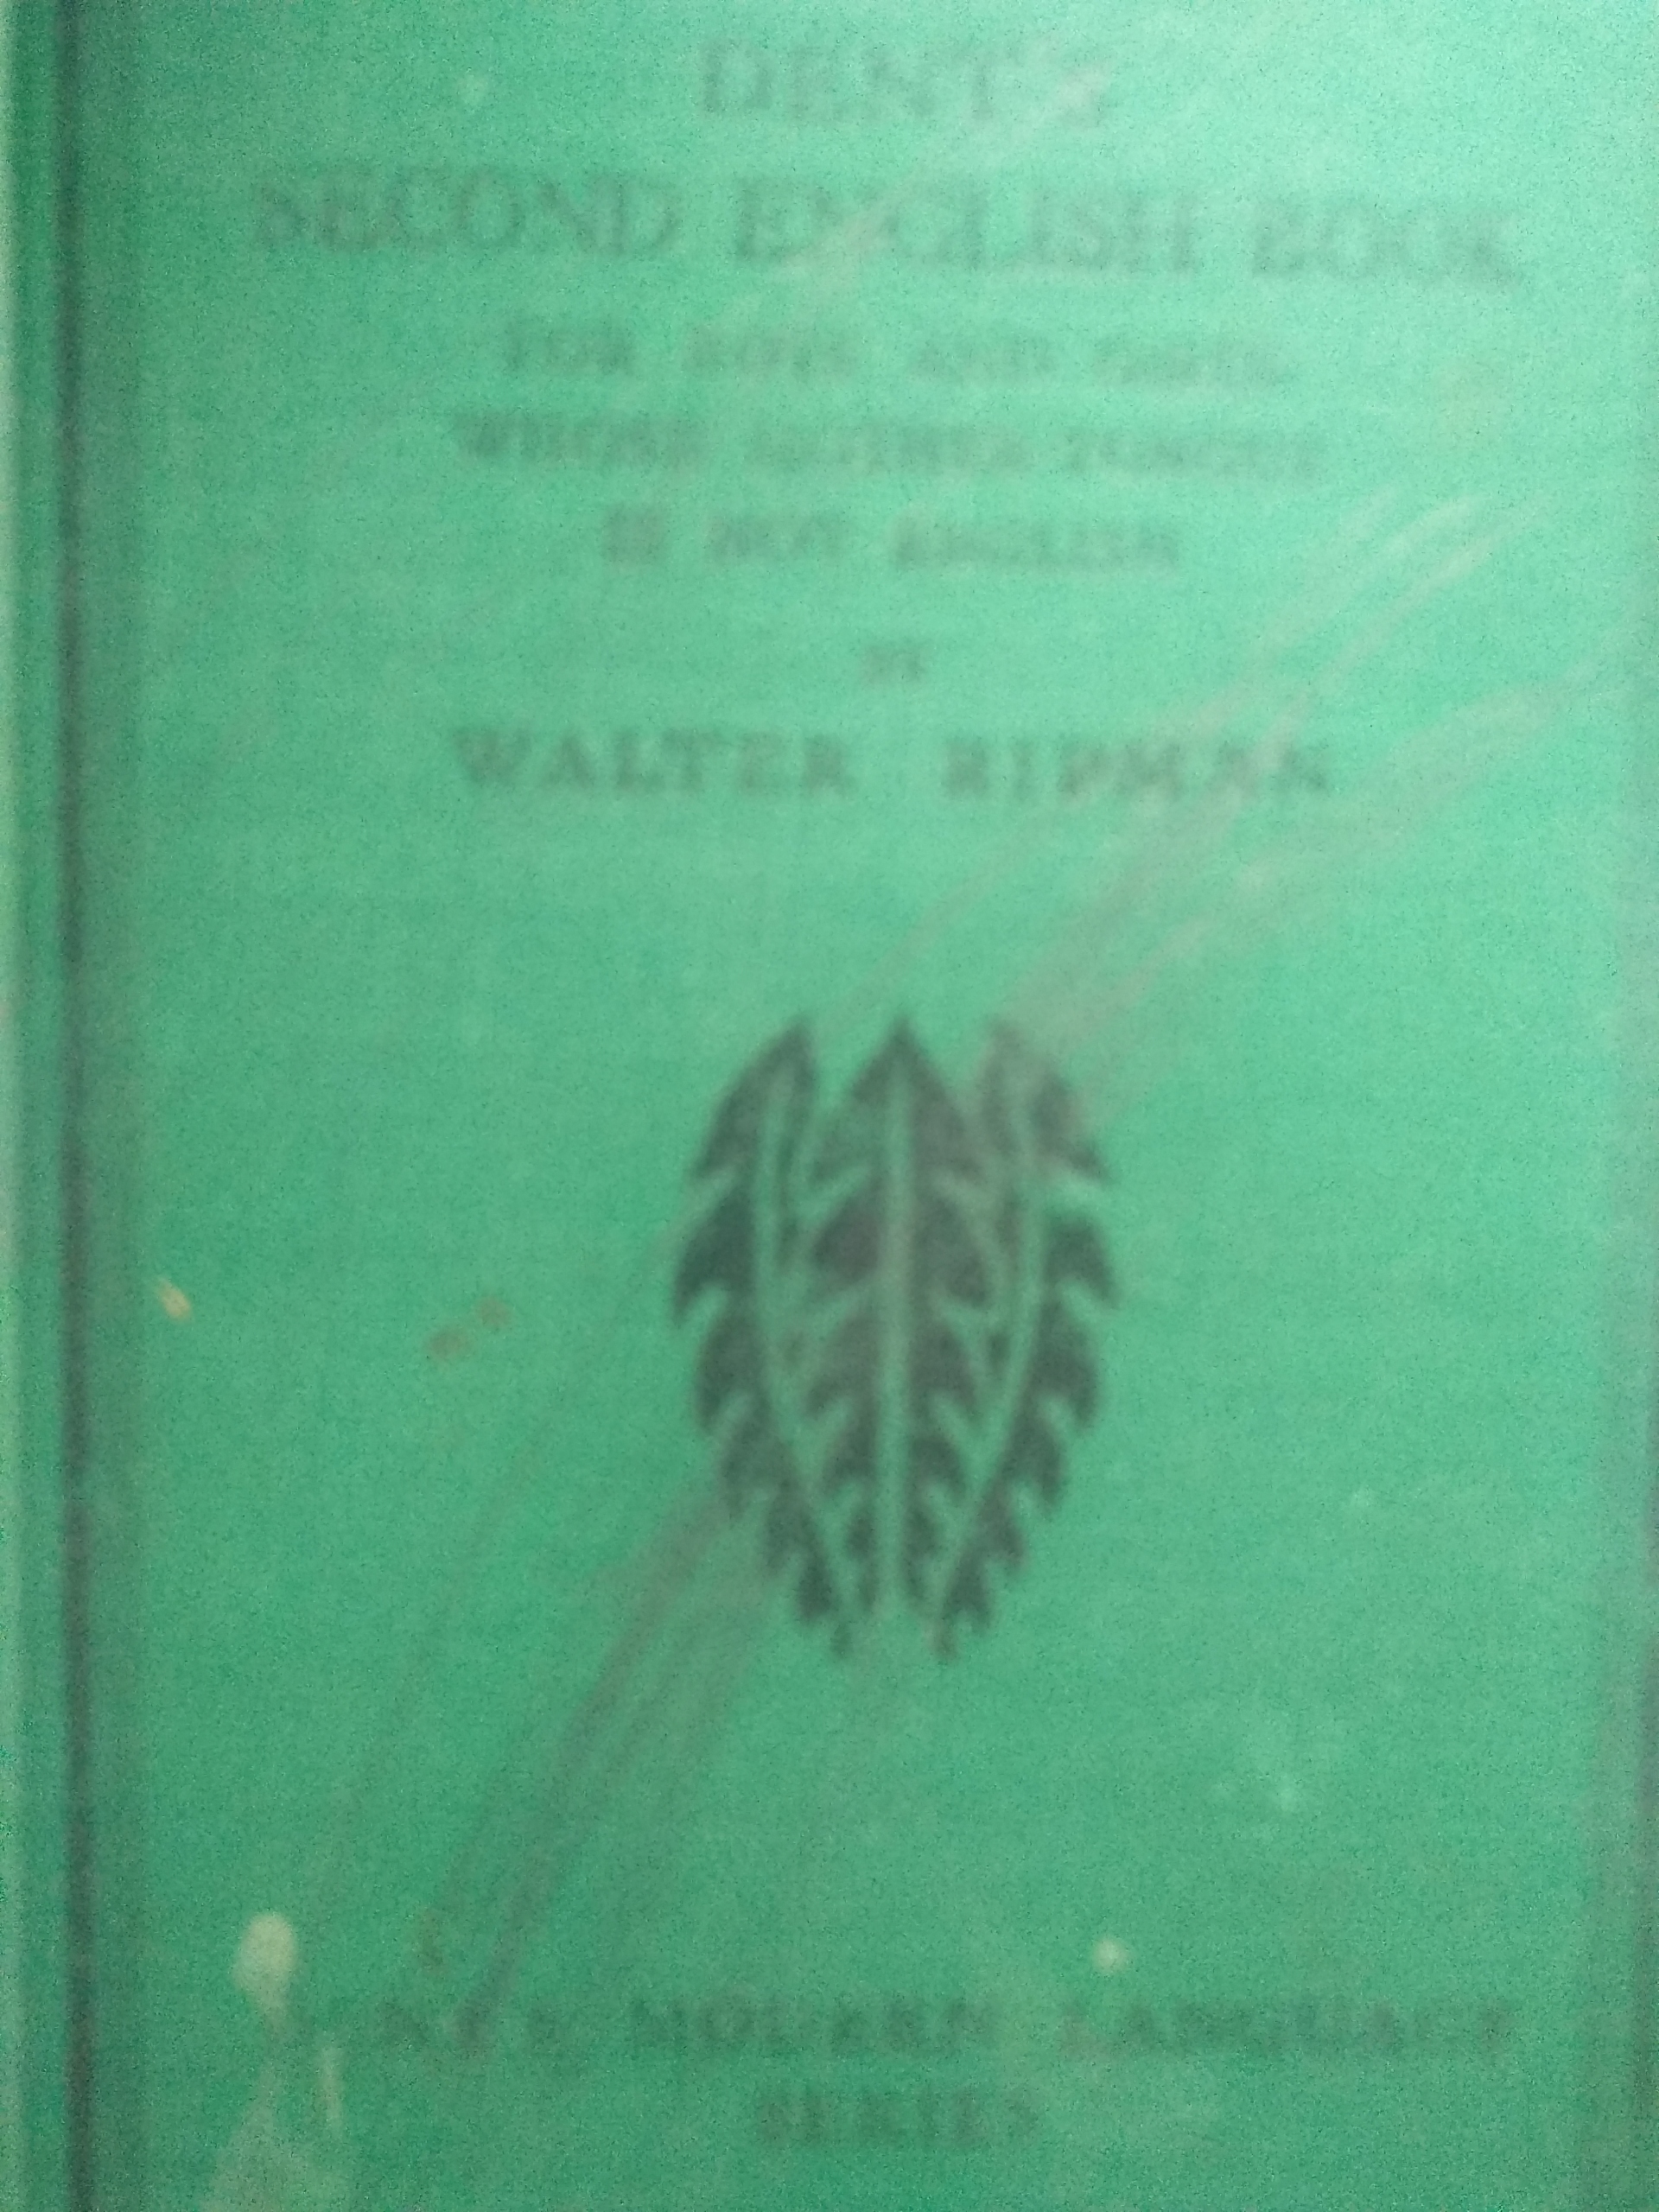 DENT'S
SECOND ENGLISH BOOK
FOR BOYS AND GIRLS
WHOSE MOTHER TONGUE
IS NOT ENGLISH
BY
WALTER RIPMAN
MODERN LANGUAGE
SERIES